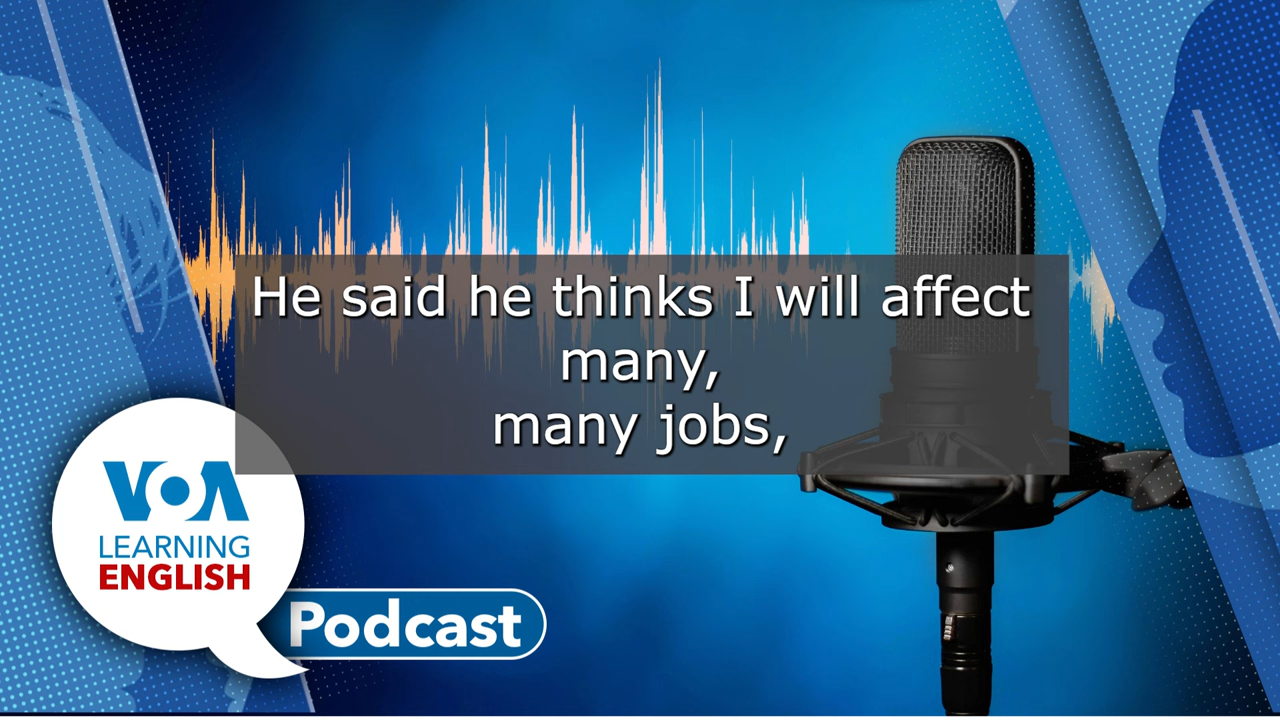 He said he thinks I will affect
many,
many jobs,
VOA
LEARNING
ENGLISH
Podcast